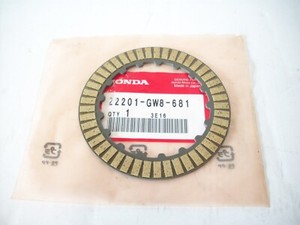 HONDA
Made in Japan
22201-GW8-681
QTY 1 3E16